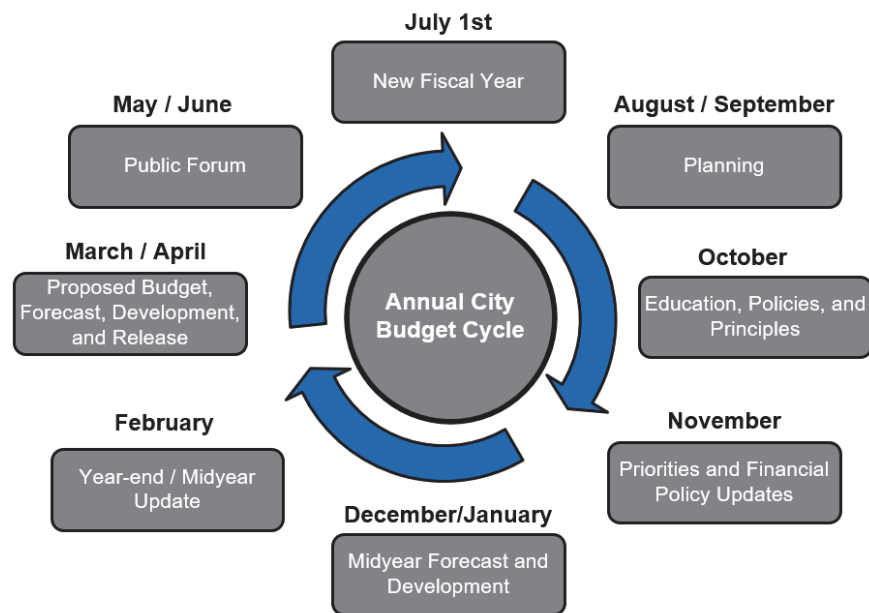 July 1st
New Fiscal Year
August / September
Planning
October
Education, Policies, and
Principles
November
Priorities and Financial
Policy Updates
December/January
Midyear Forecast and
Development
February
Year-end / Midyear
Update
March / April
Proposed Budget,
Forecast, Development,
and Release
May / June
Public Forum
Annual City
Budget Cycle